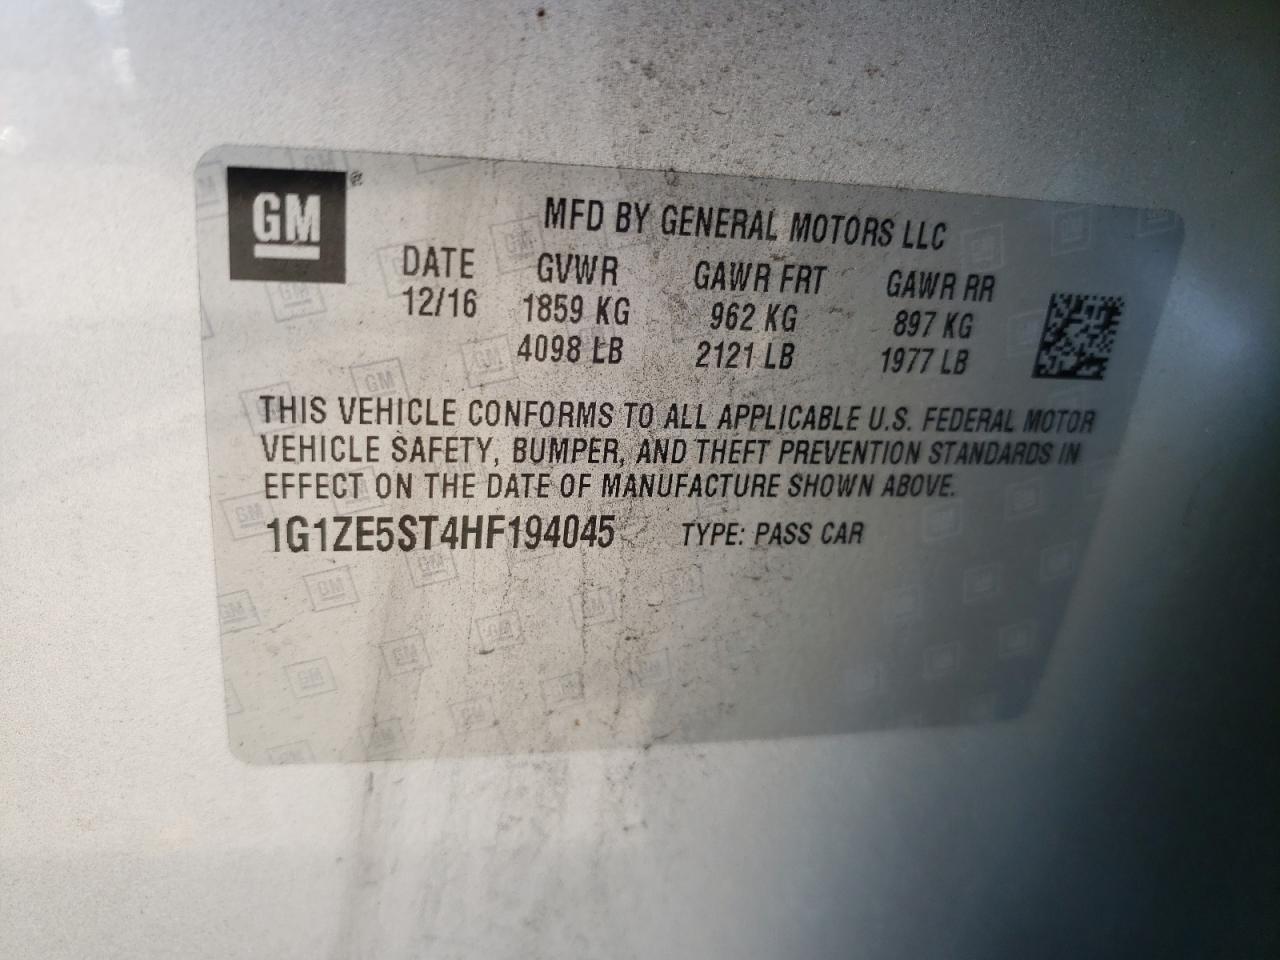 GM
MFD BY GENERAL MOTORS LLC
DATE GVWR GAWR FRT GAWR RR
12/16 1859 KG 962 KG 897 KG
4098 LB 2121 LB 1977 LB
THIS VEHICLE CONFORMS TO ALL APPLICABLE U.S. FEDERAL MOTOR
VEHICLE SAFETY, BUMPER, AND THEFT PREVENTION STANDARDS IN
EFFECT ON THE DATE OF MANUFACTURE SHOWN ABOVE.
1G1ZE5ST4HF194045 TYPE: PASS CAR